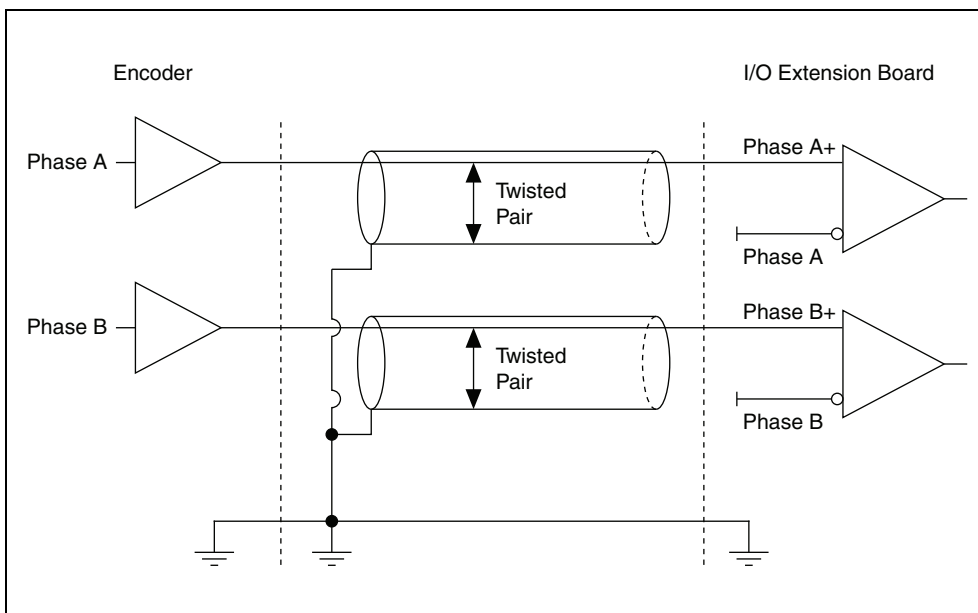 Encoder
I/O Extension Board
Phase A
Phase A+
Twisted
Pair
Phase A
Phase B
Phase B+
Twisted
Pair
Phase B